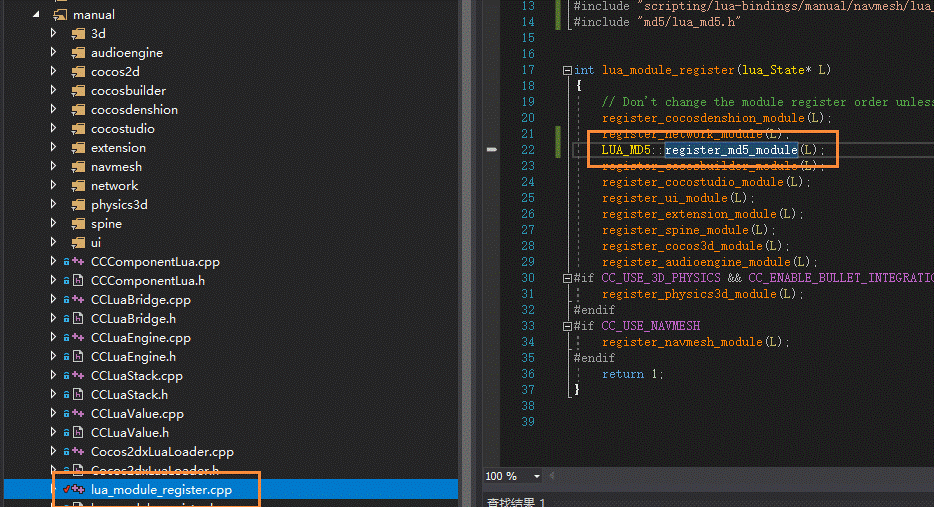 manual
3d
audioengine
cocos2d
cocosbuilder
cocosdenshion
cocostudio
extension
navmesh
network
physics3d
spine
ui
CCComponentLua.cpp
CCComponentLua.h
CCLuaBridge.cpp
CCLuaBridge.h
CCLuaEngine.cpp
CCLuaEngine.h
CCLuaStack.cpp
CCLuaStack.h
CCLuaValue.cpp
CCLuaValue.h
Cocos2dxLuaLoader.cpp
Cocos2dxLuaLoader.h
lua_module_register.cpp
13 #include "scripting/lua-bindings/manual/navmesh/lua_
14 #include "md5/lua_md5.h"
15
16
17 int lua_module_register(lua_State* L)
18 {
19 // Don't change the module register order unless
20 register_cocosdenshion_module(L);
21 register_network_module(L);
22 LUA_MD5::register_md5_module(L);
23 register_cocosbuilder_module(L);
24 register_cocostudio_module(L);
25 register_ui_module(L);
26 register_extension_module(L);
27 register_spine_module(L);
28 register_cocos3d_module(L);
29 register_audioengine_module(L);
30 #if CC_USE_3D_PHYSICS && CC_ENABLE_BULLET_INTEGRATIO
31 register_physics3d_module(L);
32 #endif
33 #if CC_USE_NAVMESH
34 register_navmesh_module(L);
35 #endif
36 return 1;
37 }
38
39
100 %
查找结果 1